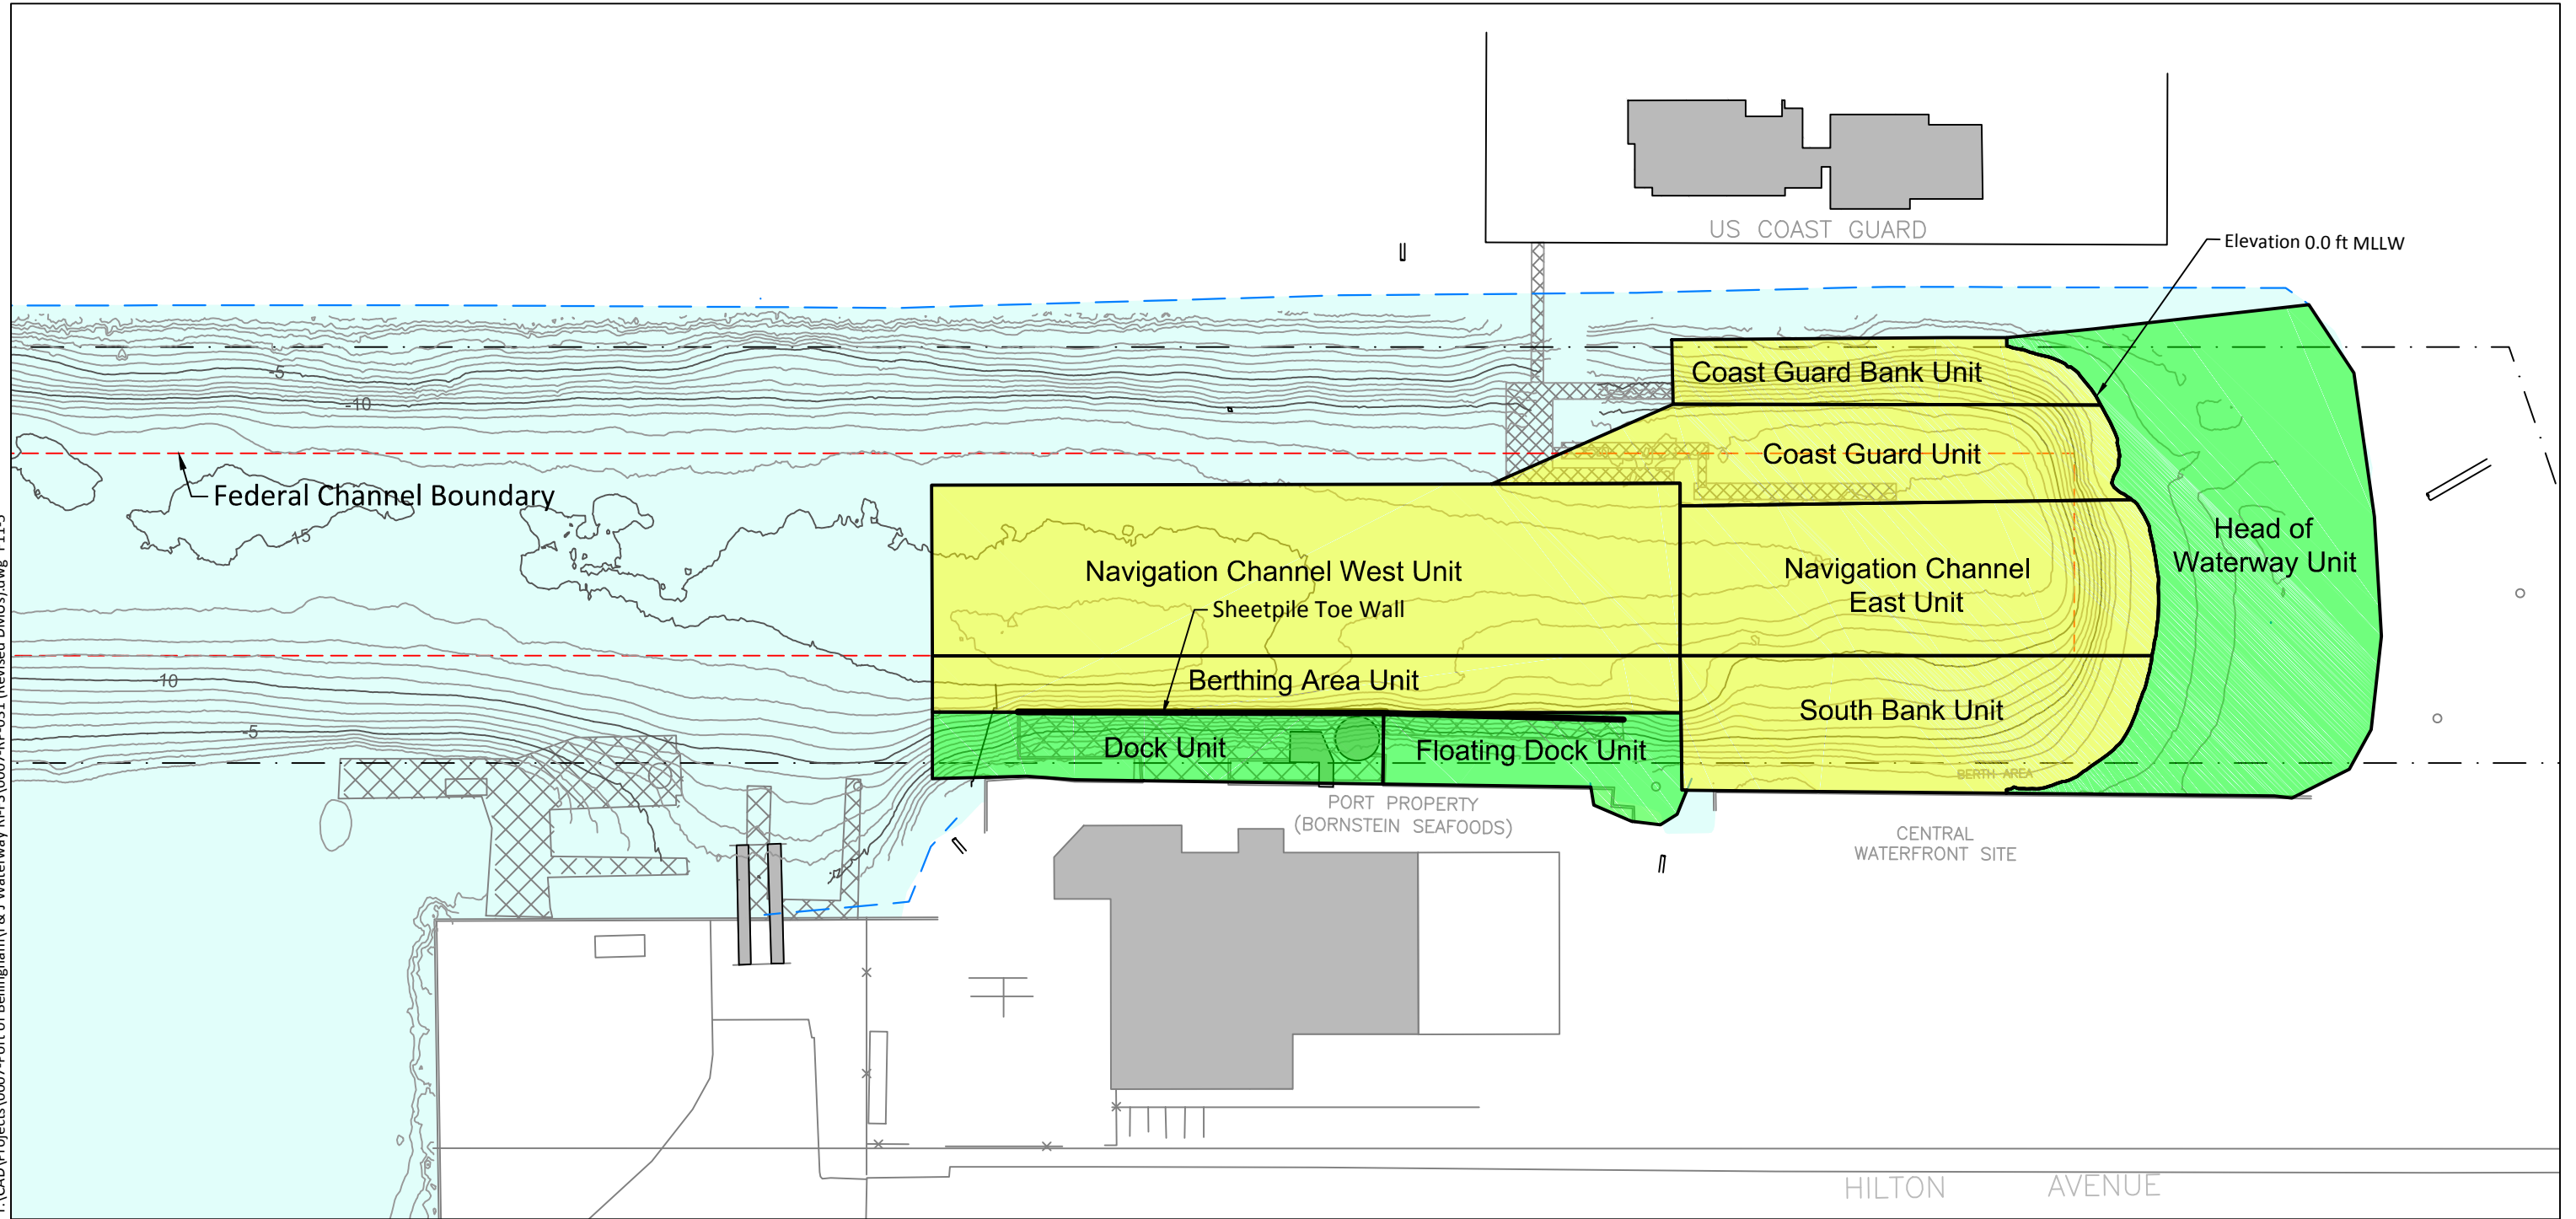 US COAST GUARD
Elevation 0.0 ft MLLW
-5
-10
Coast Guard Bank Unit
Coast Guard Unit
Federal Channel Boundary
15
Head of
Waterway Unit
Navigation Channel West Unit
Navigation Channel
East Unit
Sheetpile Toe Wall
-10
Berthing Area Unit
South Bank Unit
-5
Dock Unit
Floating Dock Unit
BERTH AREA
PORT PROPERTY
(BORNSTEIN SEAFOODS)
CENTRAL
WATERFRONT SITE
HILTON AVENUE